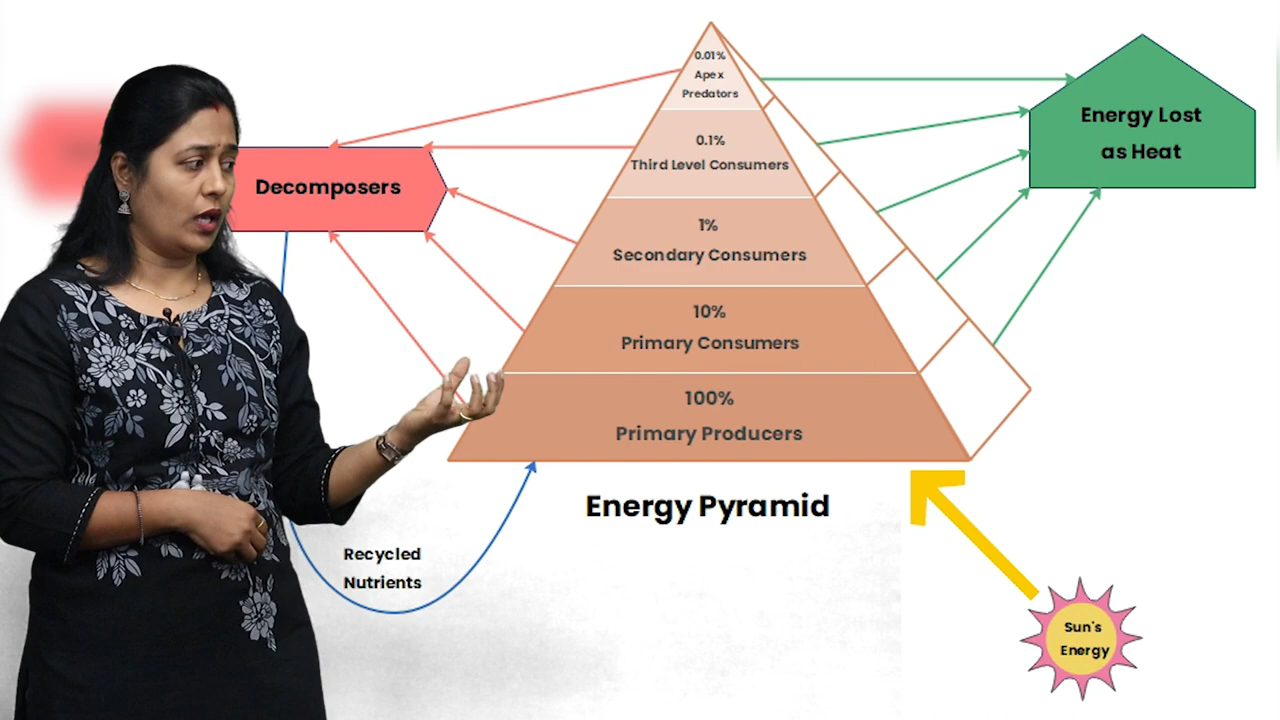 0.01%
Apex
Predators
0.1%
Third Level Consumers
1%
Secondary Consumers
10%
Primary Consumers
100%
Primary Producers
Energy Pyramid
Decomposers
Recycled
Nutrients
Energy Lost
as Heat
Sun's
Energy